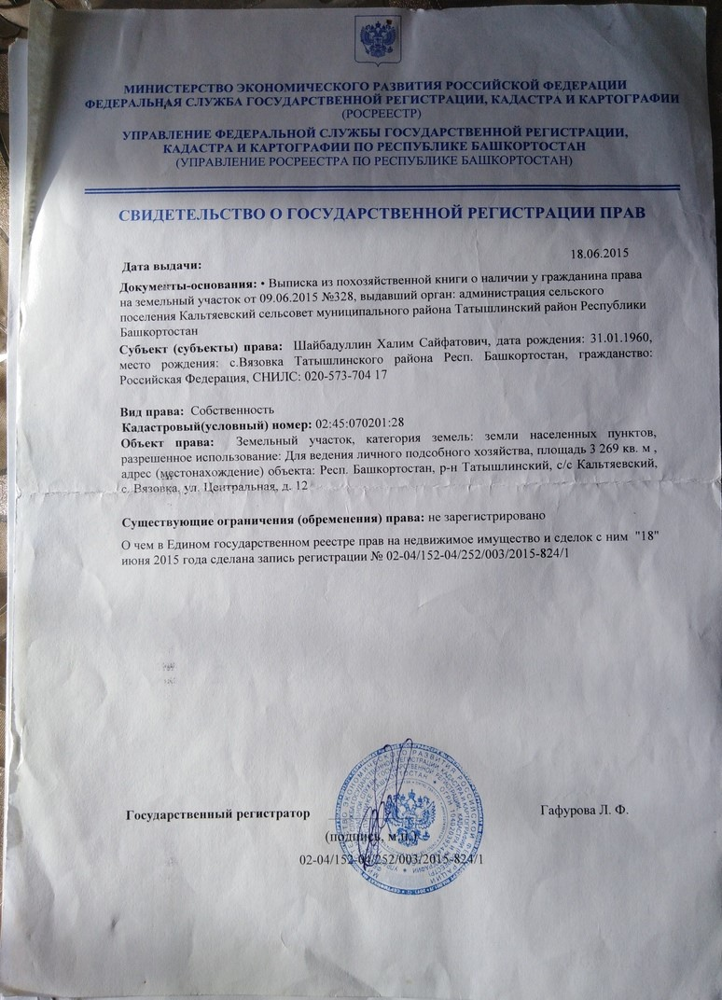 МИНИСТЕРСТВО ЭКОНОМИЧЕСКОГО РАЗВИТИЯ РОССИЙСКОЙ ФЕДЕРАЦИИ
ФЕДЕРАЛЬНАЯ СЛУЖБА ГОСУДАРСТВЕННОЙ РЕГИСТРАЦИИ, КАДАСТРА И КАРТОГРАФИИ
(РОСРЕЕСТР)
УПРАВЛЕНИЕ ФЕДЕРАЛЬНОЙ СЛУЖБЫ ГОСУДАРСТВЕННОЙ РЕГИСТРАЦИИ,
КАДАСТРА И КАРТОГРАФИИ ПО РЕСПУБЛИКЕ БАШКОРТОСТАН
(УПРАВЛЕНИЕ РОСРЕЕСТРА ПО РЕСПУБЛИКЕ БАШКОРТОСТАН)
СВИДЕТЕЛЬСТВО О ГОСУДАРСТВЕННОЙ РЕГИСТРАЦИИ ПРАВ
Дата выдачи: 18.06.2015
Документы-основания: • Выписка из похозяйственной книги о наличии у гражданина права
на земельный участок от 09.06.2015 №328, выдавший орган: администрация сельского
поселения Кальтяевский сельсовет муниципального района Татышлинский район Республики
Башкортостан
Субъект (субъекты) права: Шайбадуллин Халим Сайфатович, дата рождения: 31.01.1960,
место рождения: с.Вязовка Татышлинского района Респ. Башкортостан, гражданство:
Российская Федерация, СНИЛС: 020-573-704 17
Вид права: Собственность
Кадастровый(условный) номер: 02:45:070201:28
Объект права: Земельный участок, категория земель: земли населенных пунктов,
разрешенное использование: Для ведения личного подсобного хозяйства, площадь 3 269 кв. м ,
адрес (местонахождение) объекта: Респ. Башкортостан, р-н Татышлинский, с/с Кальтяевский,
с. Вязовка, ул. Центральная, д. 12
Существующие ограничения (обременения) права: не зарегистрировано
О чем в Едином государственном реестре прав на недвижимое имущество и сделок с ним "18"
июня 2015 года сделана запись регистрации № 02-04/152-04/252/003/2015-824/1
Государственный регистратор Гафурова Л. Ф.
(подпись, м.п.)
02-04/152-04/252/003/2015-824/1